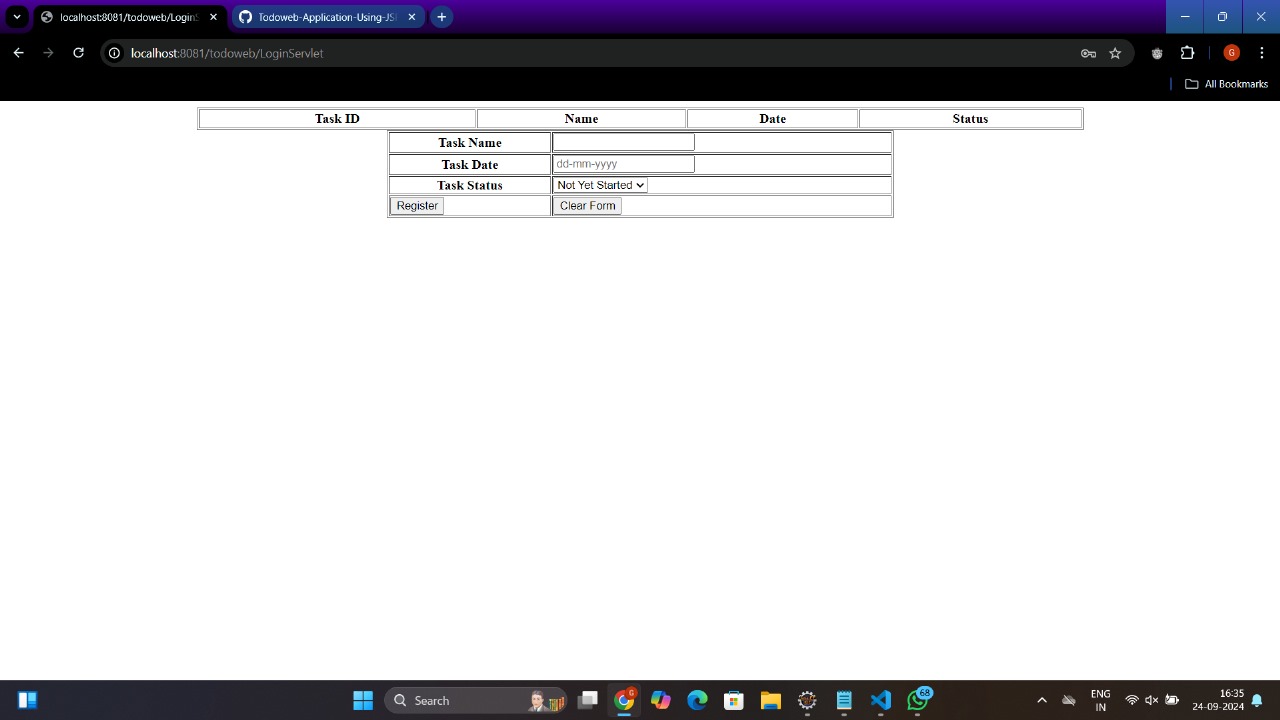 localhost:8081/todoweb/LoginS
Todoweb-Application-Using-JS
localhost:8081/todoweb/LoginServlet
G
All Bookmarks
Task ID Name Date Status
Task Name
Task Date dd-mm-yyyy
Task Status Not Yet Started
Register Clear Form
Search
G
68
ENG
IN
16:35
24-09-2024